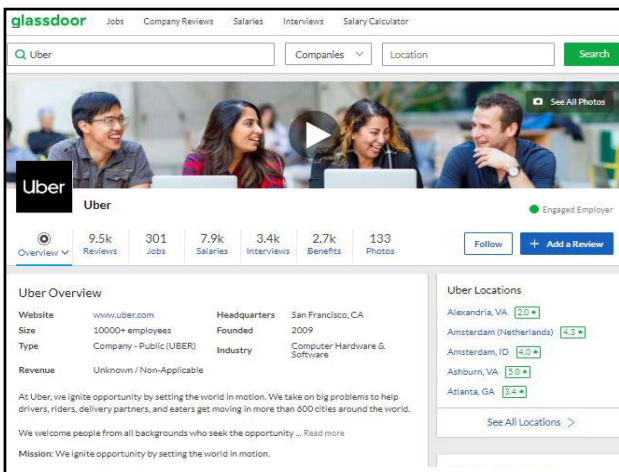 glassdoor Jobs Company Reviews Salaries Interviews Salary Calculator
Uber Companies Location Search
See All Photos
Uber
Uber
Engaged Employer
Overview 9.5k Reviews 301 Jobs 7.9k Salaries 3.4k Interviews 2.7k Benefits 133 Photos Follow + Add a Review
Uber Overview
Website www.uber.com Headquarters San Francisco, CA
Size 10000+ employees Founded 2009
Type Company - Public (UBER) Industry Computer Hardware &
Software
Revenue Unknown / Non-Applicable
At Uber, we ignite opportunity by setting the world in motion. We take on big problems to help
drivers, riders, delivery partners, and eaters get moving in more than 600 cities around the world.
We welcome people from all backgrounds who seek the opportunity ... Read more
Mission: We ignite opportunity by setting the world in motion.
Uber Locations
Alexandria, VA 2.0 ★
Amsterdam (Netherlands) 4.3 ★
Amsterdam, ID 4.0 ★
Ashburn, VA 5.0 ★
Atlanta, GA 3.4 ★
See All Locations